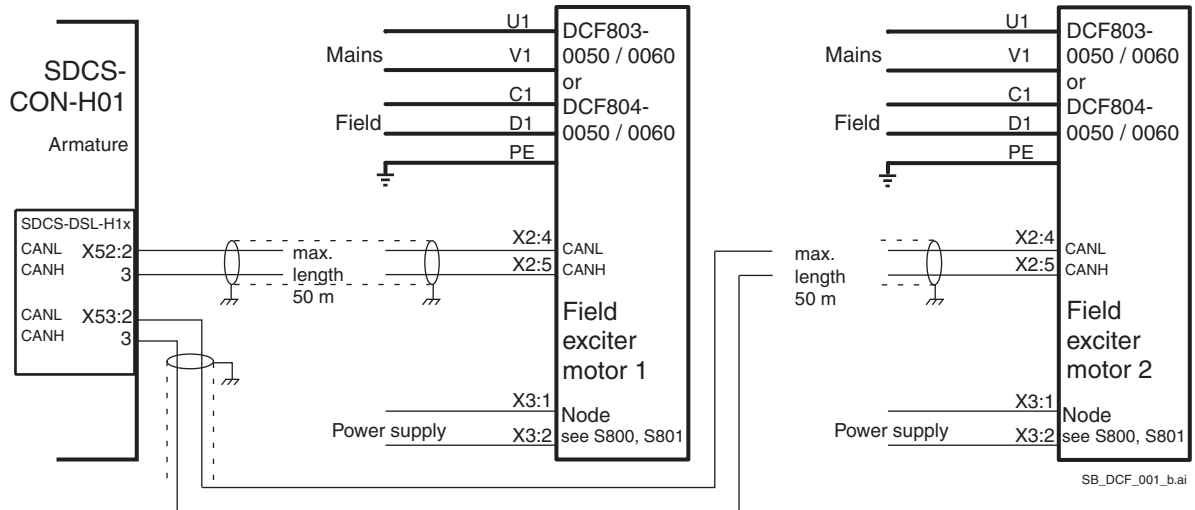 SDCS-
CON-H01
Armature
SDCS-DSL-H1x
CANL X52:2
CANH 3
CANL X53:2
CANH 3
Mains
Field
U1
V1
C1
D1
PE
DCF803-
0050 / 0060
or
DCF804-
0050 / 0060
max.
length
50 m
X2:4 CANL
X2:5 CANH
Field
exciter
motor 1
Power supply
X3:1
X3:2
Node
see S800, S801
Mains
Field
U1
V1
C1
D1
PE
DCF803-
0050 / 0060
or
DCF804-
0050 / 0060
max.
length
50 m
X2:4 CANL
X2:5 CANH
Field
exciter
motor 2
Power supply
X3:1
X3:2
Node
see S800, S801
SB_DCF_001_b.ai